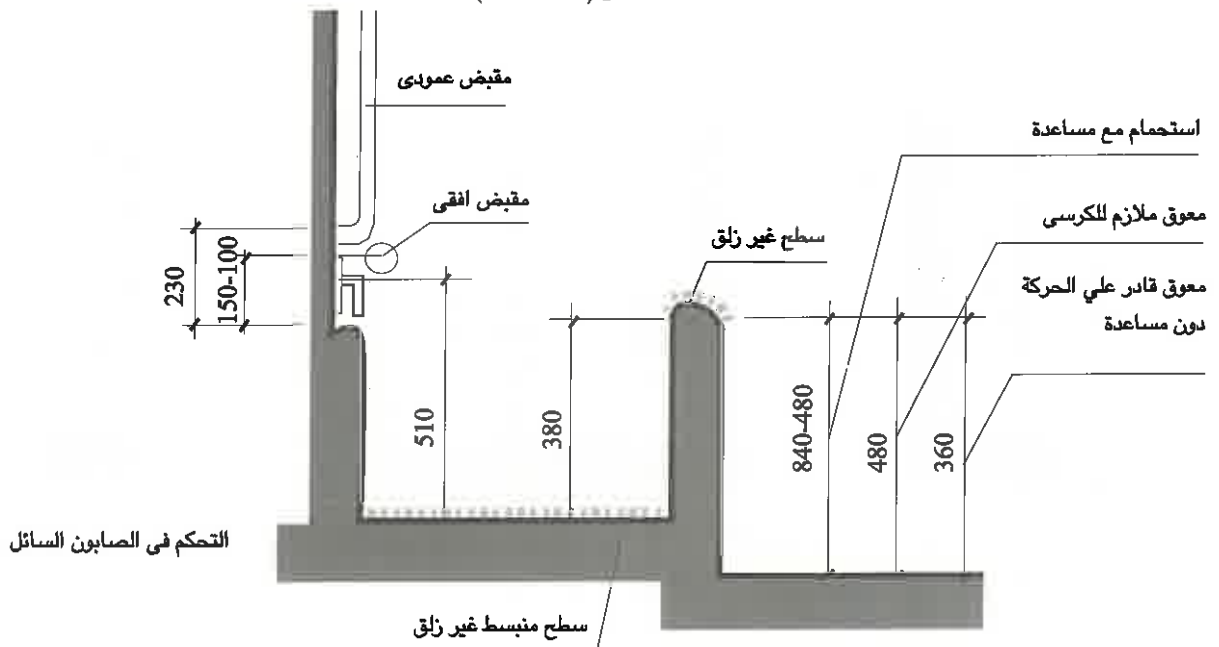 مقبض عمودى
استحمام مع مساعدة
مقبض افقى
معوق ملازم للكرسى
سطح غير زلق
معوق قادر علي الحركة
دون مساعدة
230
150-100
510
380
840-480
480
360
التحكم فى الصابون السائل
سطح منبسط غير زلق